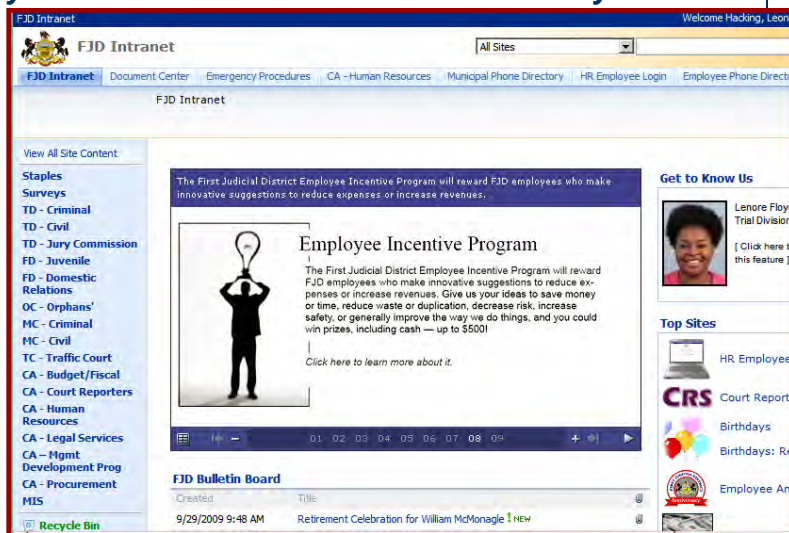 FJD Intranet
Welcome Hacking, Leon
FJD Intranet
All Sites
FJD Intranet Document Center Emergency Procedures CA -Human Resources Municipal Phone Directory HR Employee Login Employee Phone Direct
FJD Intranet
View All Site Content
Staples
Surveys
TD - Criminal
TD - Civil
TD - Jury Commission
FD - Juvenile
FD - Domestic
Relations
OC - Orphans'
MC - Criminal
MC - Civil
TC - Traffic Court
CA - Budget/Fiscal
CA - Court Reporters
CA - Human
Resources
CA - Legal Services
CA – Mgmt
Development Prog
CA - Procurement
MIS
Recycle Bin
The First Judicial District Employee Incentive Program will reward FJD employees who make
innovative suggestions to reduce expenses or increase revenues.
Employee Incentive Program
The First Judicial District Employee Incentive Program will reward
FJD employees who make innovative suggestions to reduce ex-
penses or increase revenues. Give us your ideas to save money
or time, reduce waste or duplication, decrease risk, increase
safety, or generally improve the way we do things, and you could
win prizes, including cash — up to $500!
Click here to learn more about it.
01 02 03 04 05 06 07 08 09
FJD Bulletin Board
Created Title
9/29/2009 9:48 AM Retirement Celebration for William McMonagle ! NEW
Get to Know Us
Lenore Floy
Trial Division
[ Click here t
this feature ]
Top Sites
HR Employee
CRS Court Report
Birthdays
Birthdays: Re
Employee An